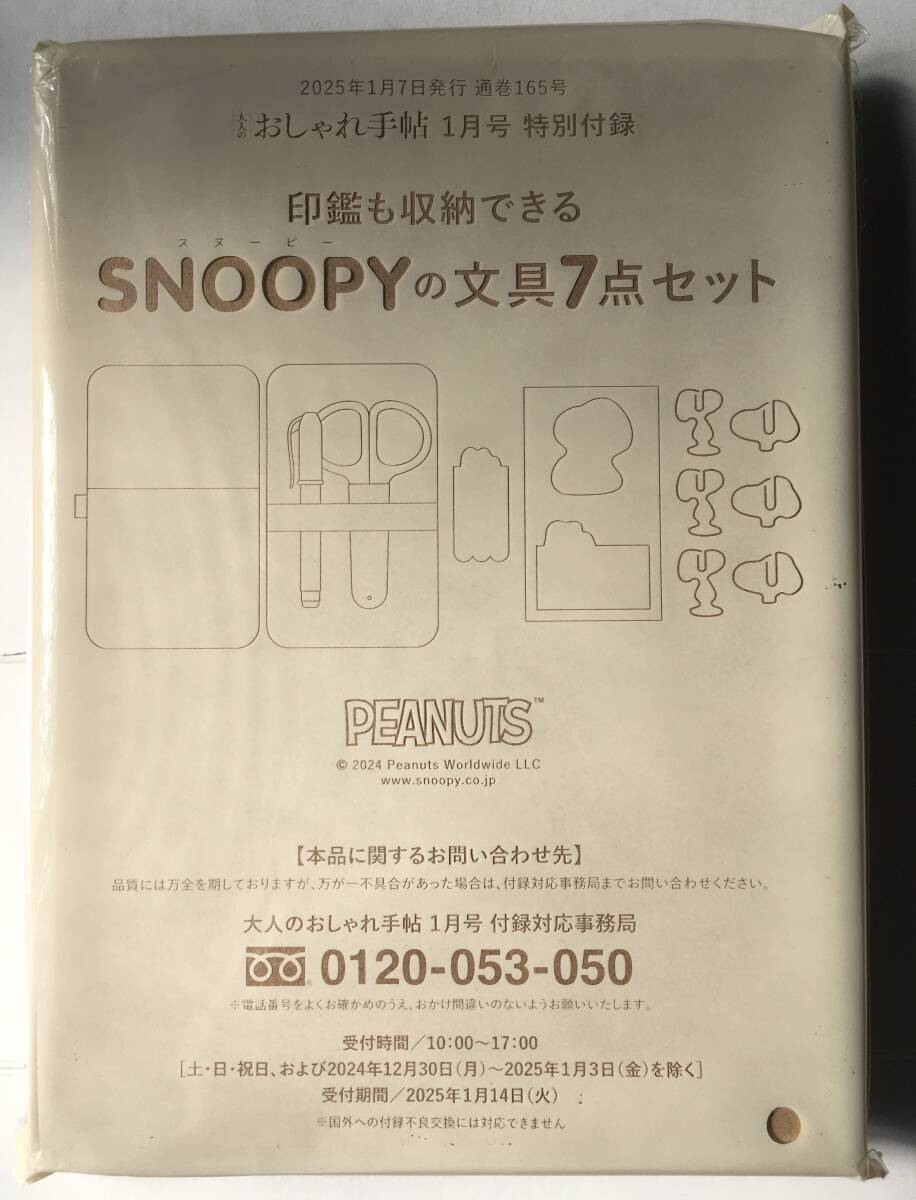 2025年1月7日発行 通巻165号
大人のおしゃれ手帖 1月号 特別付録
印鑑も収納できる
スヌーピー
SNOOPYの文具7点セット
PEANUTS™
© 2024 Peanuts Worldwide LLC
www.snoopy.co.jp
【本品に関するお問い合わせ先】
品質には万全を期しておりますが、万が一不具合があった場合は、付録対応事務局までお問い合わせください。
大人のおしゃれ手帖 1月号 付録対応事務局
0120-053-050
※電話番号をよくお確かめのうえ、おかけ間違いのないようお願いいたします。
受付時間／10:00〜17:00
[土・日・祝日、および2024年12月30日(月)〜2025年1月3日(金)を除く]
受付期間／2025年1月14日(火)
※国外への付録不良交換には対応できません